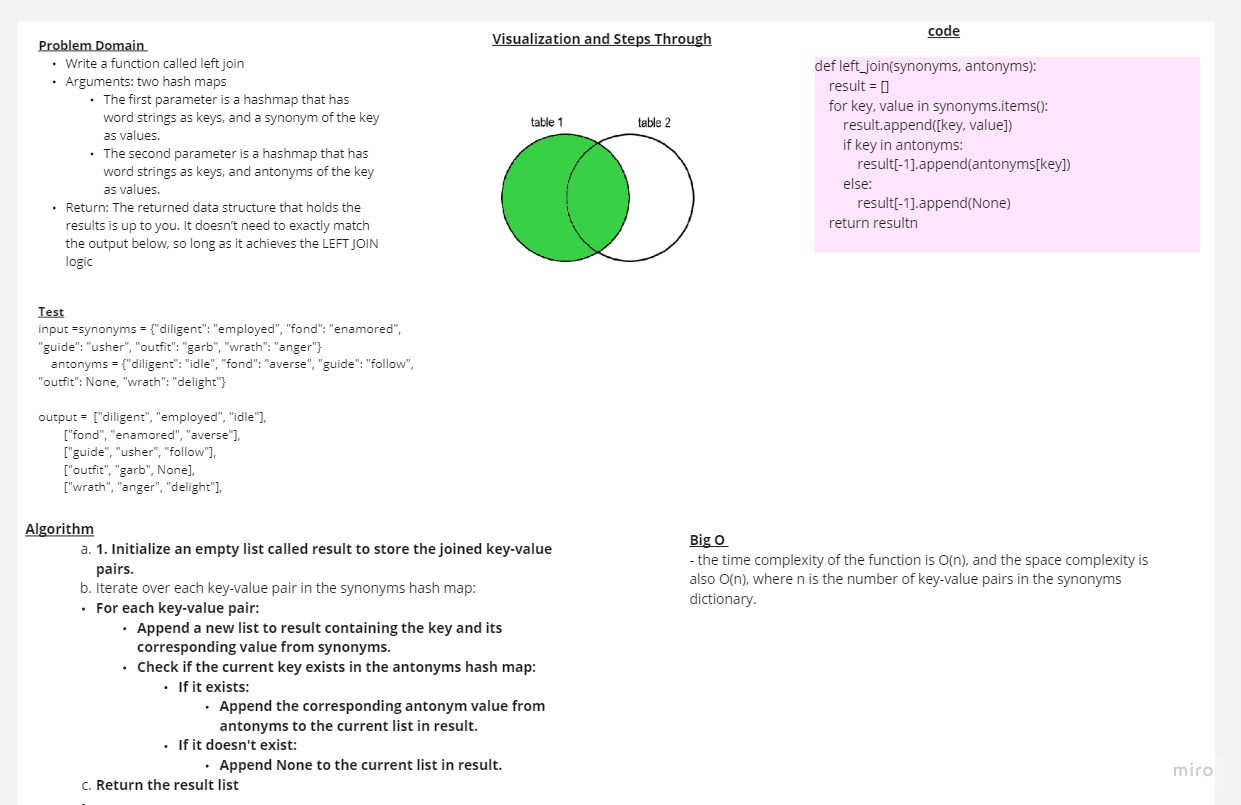 Problem Domain
• Write a function called left join
• Arguments: two hash maps
• The first parameter is a hashmap that has
word strings as keys, and a synonym of the key
as values.
• The second parameter is a hashmap that has
word strings as keys, and antonyms of the key
as values.
• Return: The returned data structure that holds the
results is up to you. It doesn’t need to exactly match
the output below, so long as it achieves the LEFT JOIN
logic
Visualization and Steps Through
table 1
table 2
code
def left_join(synonyms, antonyms):
result = []
for key, value in synonyms.items():
result.append([key, value])
if key in antonyms:
result[-1].append(antonyms[key])
else:
result[-1].append(None)
return resultn
Test
input =synonyms = {"diligent": "employed", "fond": "enamored",
"guide": "usher", "outfit": "garb", "wrath": "anger"}
antonyms = {"diligent": "idle", "fond": "averse", "guide": "follow",
"outfit": None, "wrath": "delight"}
output = ["diligent", "employed", "idle"],
["fond", "enamored", "averse"],
["guide", "usher", "follow"],
["outfit", "garb", None],
["wrath", "anger", "delight"],
Algorithm
a. 1. Initialize an empty list called result to store the joined key-value
pairs.
b. Iterate over each key-value pair in the synonyms hash map:
• For each key-value pair:
• Append a new list to result containing the key and its
corresponding value from synonyms.
• Check if the current key exists in the antonyms hash map:
• If it exists:
• Append the corresponding antonym value from
antonyms to the current list in result.
• If it doesn't exist:
• Append None to the current list in result.
c. Return the result list
Big O
- the time complexity of the function is O(n), and the space complexity is
also O(n), where n is the number of key-value pairs in the synonyms
dictionary.
miro